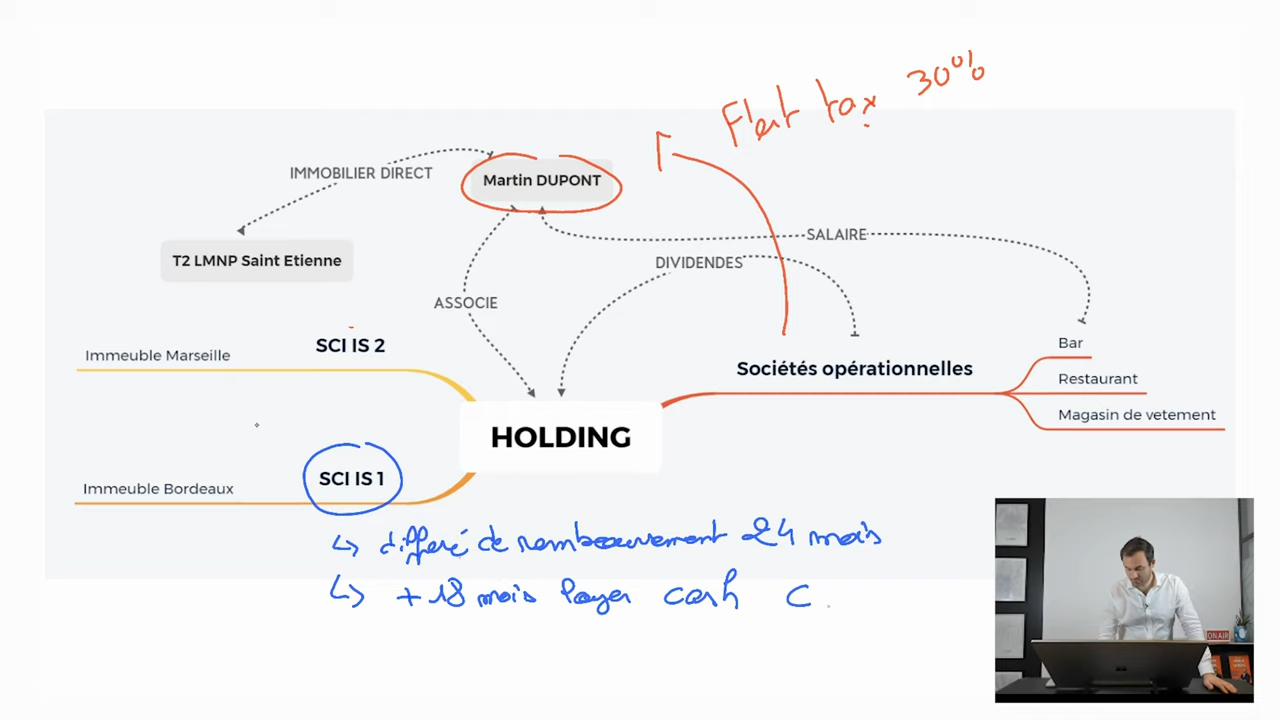 Flat tax 30%
IMMOBILIER DIRECT
Martin DUPONT
SALAIRE
T2 LMNP Saint Etienne
DIVIDENDES
ASSOCIE
SCI IS 2
Immeuble Marseille
Sociétés opérationnelles
Bar
Restaurant
Magasin de vetement
HOLDING
SCI IS 1
Immeuble Bordeaux
↳ différé de remboursement 24 mois
↳ +18 mois loyer cash C
ON AIR